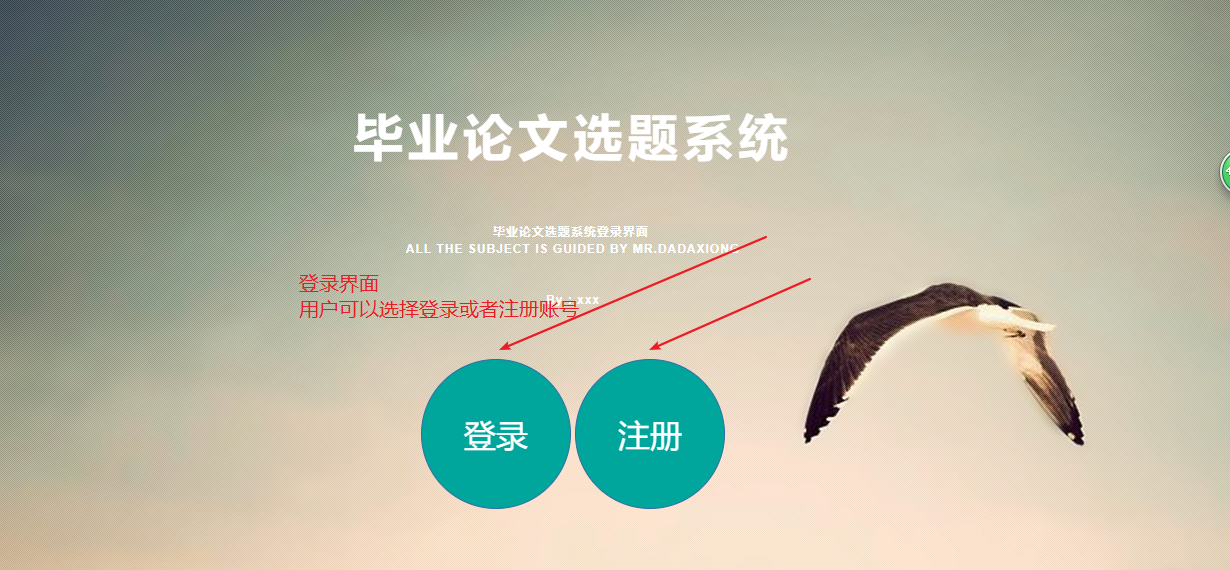 毕业论文选题系统
毕业论文选题系统登录界面
ALL THE SUBJECT IS GUIDED BY MR.DADAXIONG
登录界面
By：xxx
用户可以选择登录或者注册账号
登录
注册